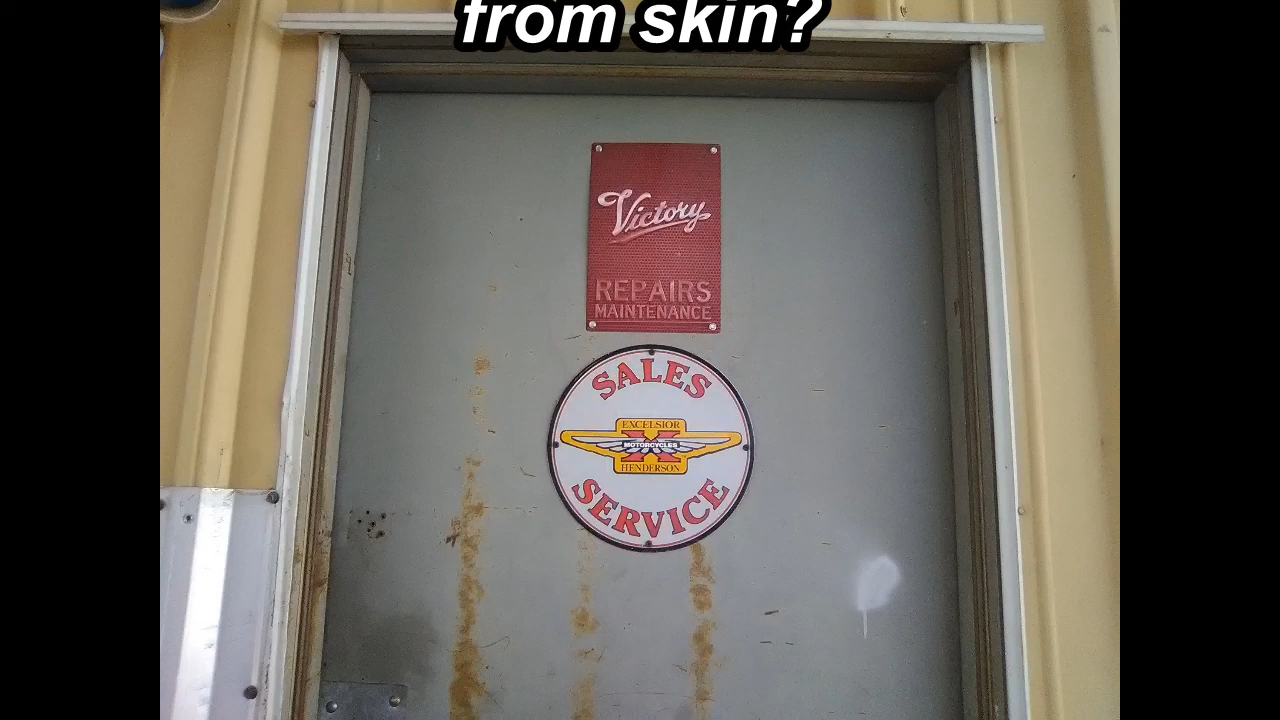 from skin?
Victory
REPAIRS
MAINTENANCE
SALES
EXCELSIOR
X
MOTORCYCLES
HENDERSON
SERVICE